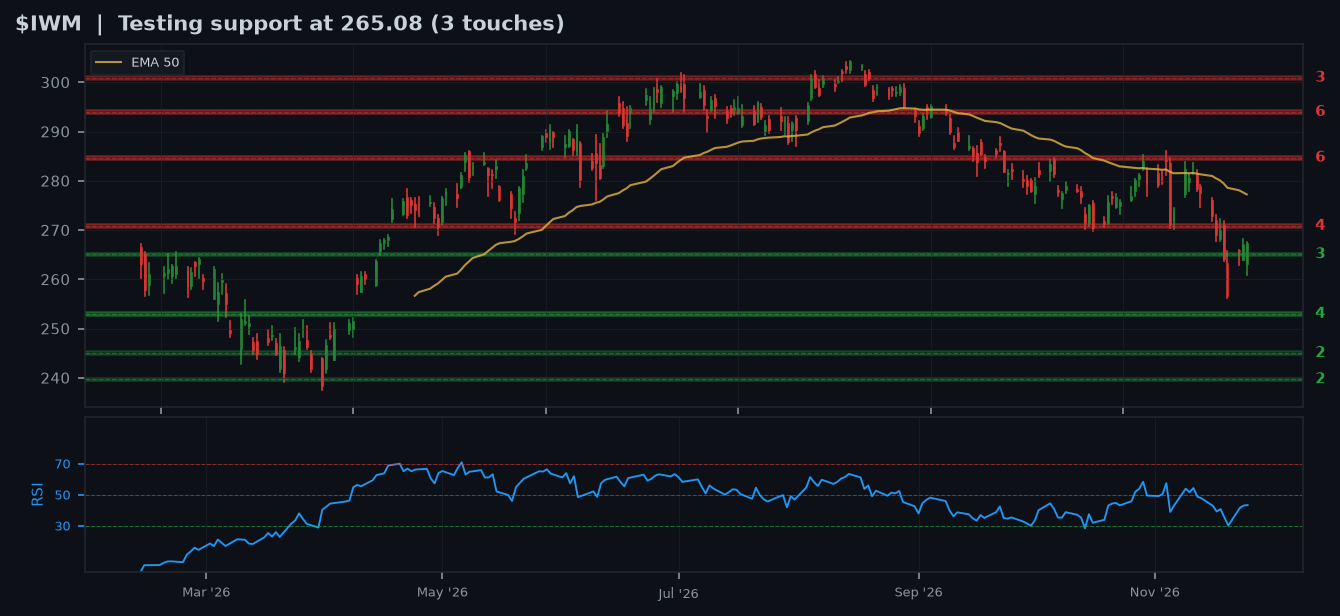 $IWM | Testing support at 265.08 (3 touches)
EMA 50
300
290
280
270
260
250
240
3
6
6
4
3
4
2
2
RSI
70
50
30
Mar '26
May '26
Jul '26
Sep '26
Nov '26